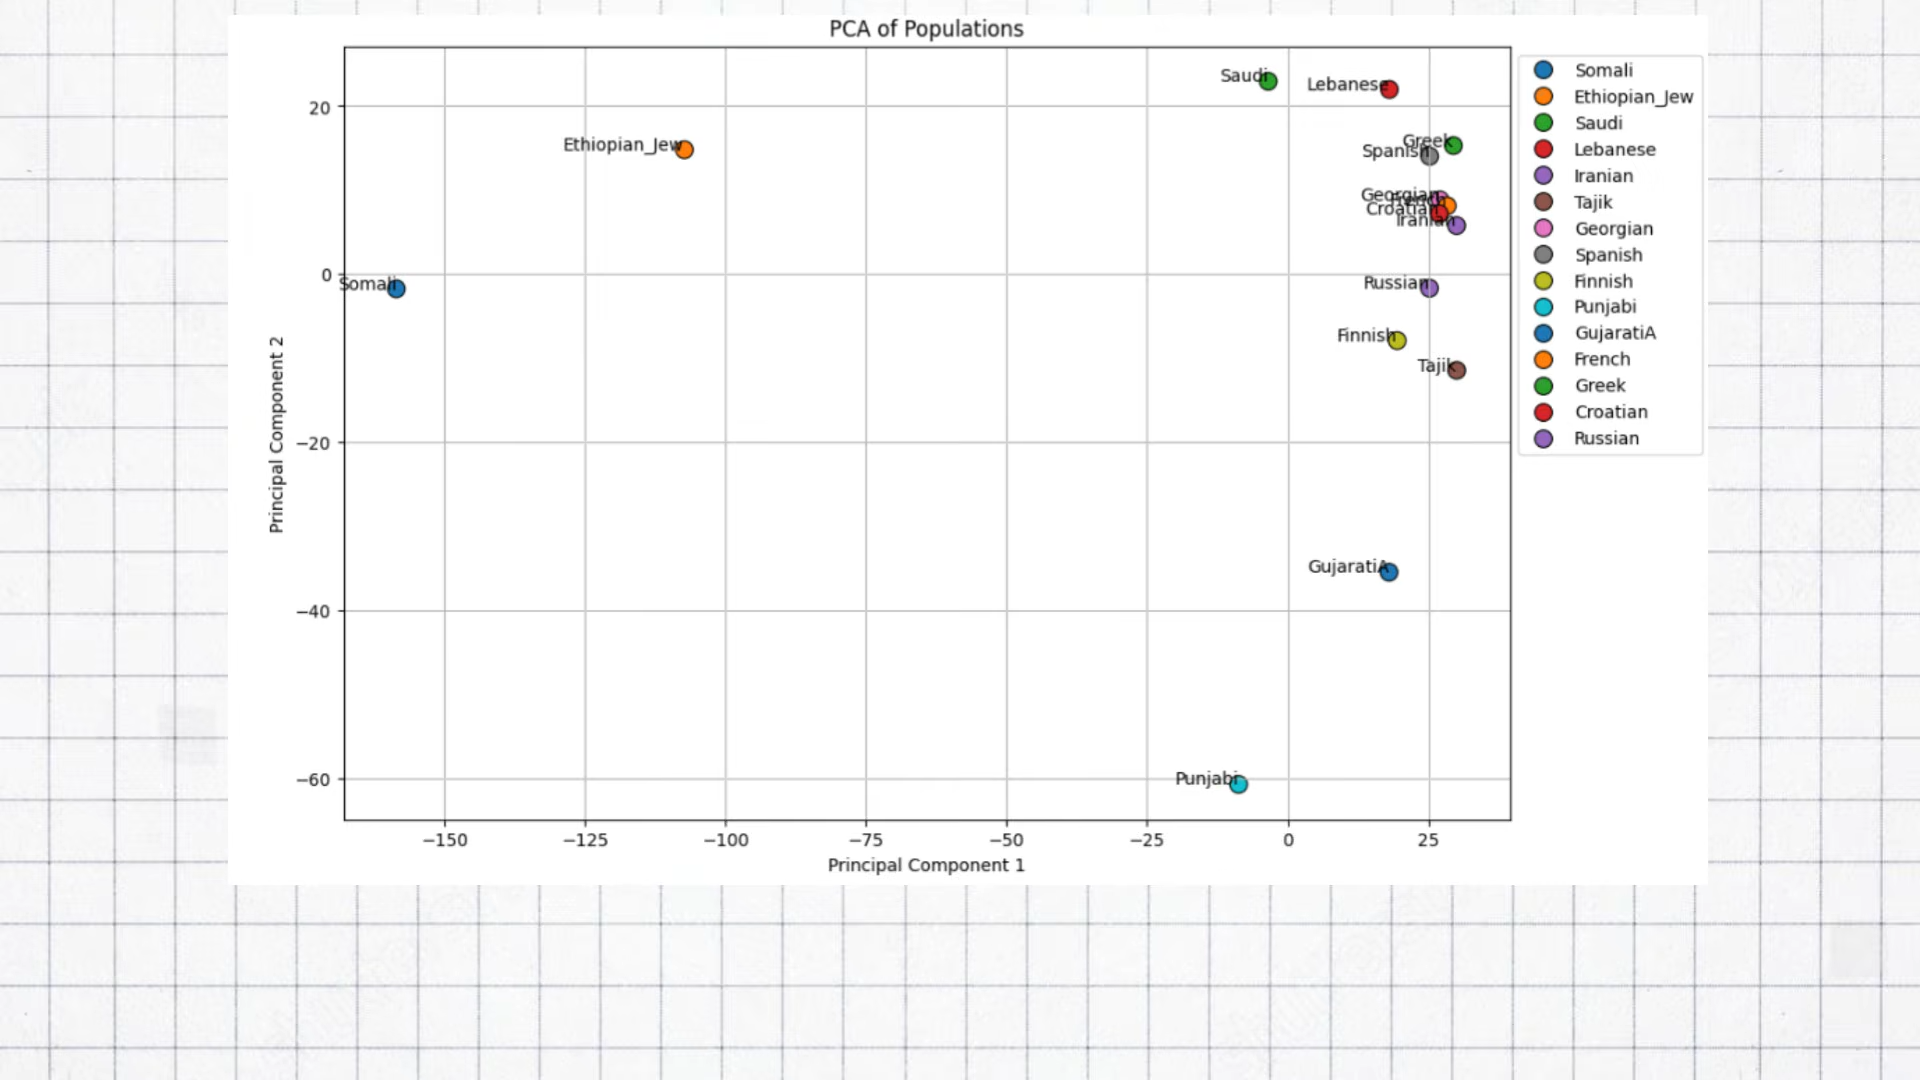 PCA of Populations
Saudi
Lebanese
Ethiopian_Jew
Greek
Spanish
Georgian
French
Croatian
Iranian
Somali
Russian
Finnish
Tajik
GujaratiA
Punjabi
20
0
−20
−40
−60
Principal Component 2
−150
−125
−100
−75
−50
−25
0
25
Principal Component 1
Somali
Ethiopian_Jew
Saudi
Lebanese
Iranian
Tajik
Georgian
Spanish
Finnish
Punjabi
GujaratiA
French
Greek
Croatian
Russian